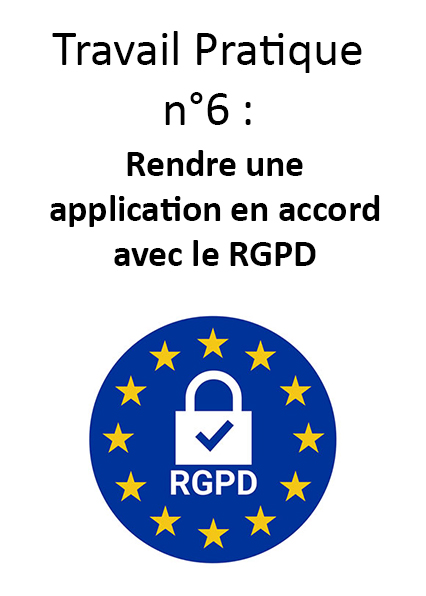 Travail Pratique
n°6 :
Rendre une
application en accord
avec le RGPD
RGPD